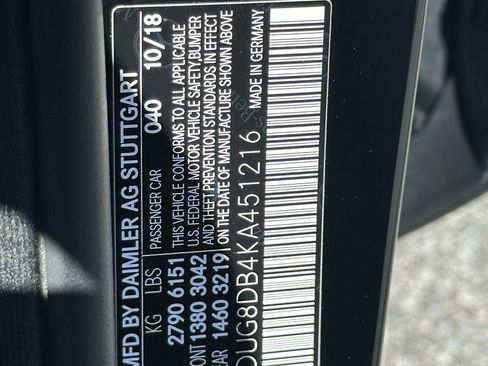 MFD BY DAIMLER AG STUTTGART
040 10/18
KG LBS PASSENGER CAR
2790 6151 THIS VEHICLE CONFORMS TO ALL APPLICABLE
ONT 1380 3042 U.S. FEDERAL MOTOR VEHICLE SAFETY,BUMPER
1460 3219 AND THEFT PREVENTION STANDARDS IN EFFECT
ON THE DATE OF MANUFACTURE SHOWN ABOVE
DUG8DB4KA451216 MADE IN GERMANY